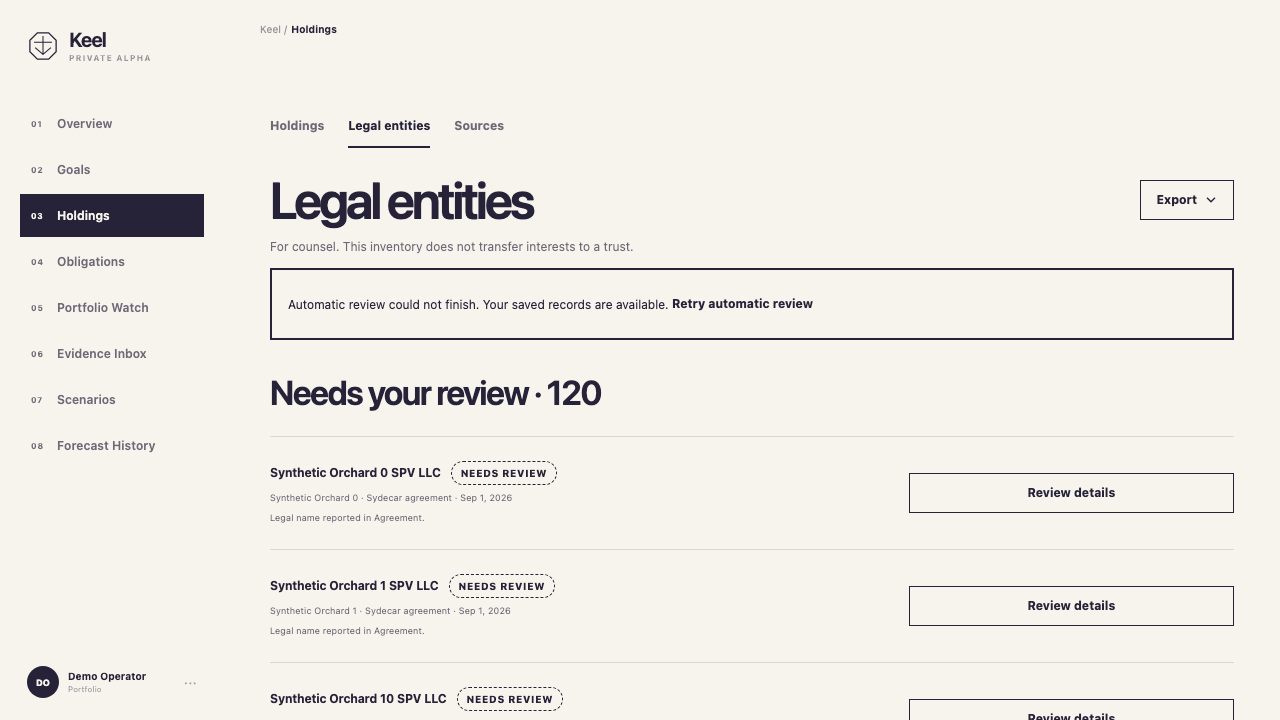 Keel
PRIVATE ALPHA
01 Overview
02 Goals
03 Holdings
04 Obligations
05 Portfolio Watch
06 Evidence Inbox
07 Scenarios
08 Forecast History
DO
Demo Operator
Portfolio
...
Keel / Holdings
Holdings Legal entities Sources
Legal entities
Export
For counsel. This inventory does not transfer interests to a trust.
Automatic review could not finish. Your saved records are available. Retry automatic review
Needs your review · 120
Synthetic Orchard 0 SPV LLC NEEDS REVIEW
Synthetic Orchard 0 · Sydecar agreement · Sep 1, 2026
Legal name reported in Agreement.
Review details
Synthetic Orchard 1 SPV LLC NEEDS REVIEW
Synthetic Orchard 1 · Sydecar agreement · Sep 1, 2026
Legal name reported in Agreement.
Review details
Synthetic Orchard 10 SPV LLC NEEDS REVIEW
Review details